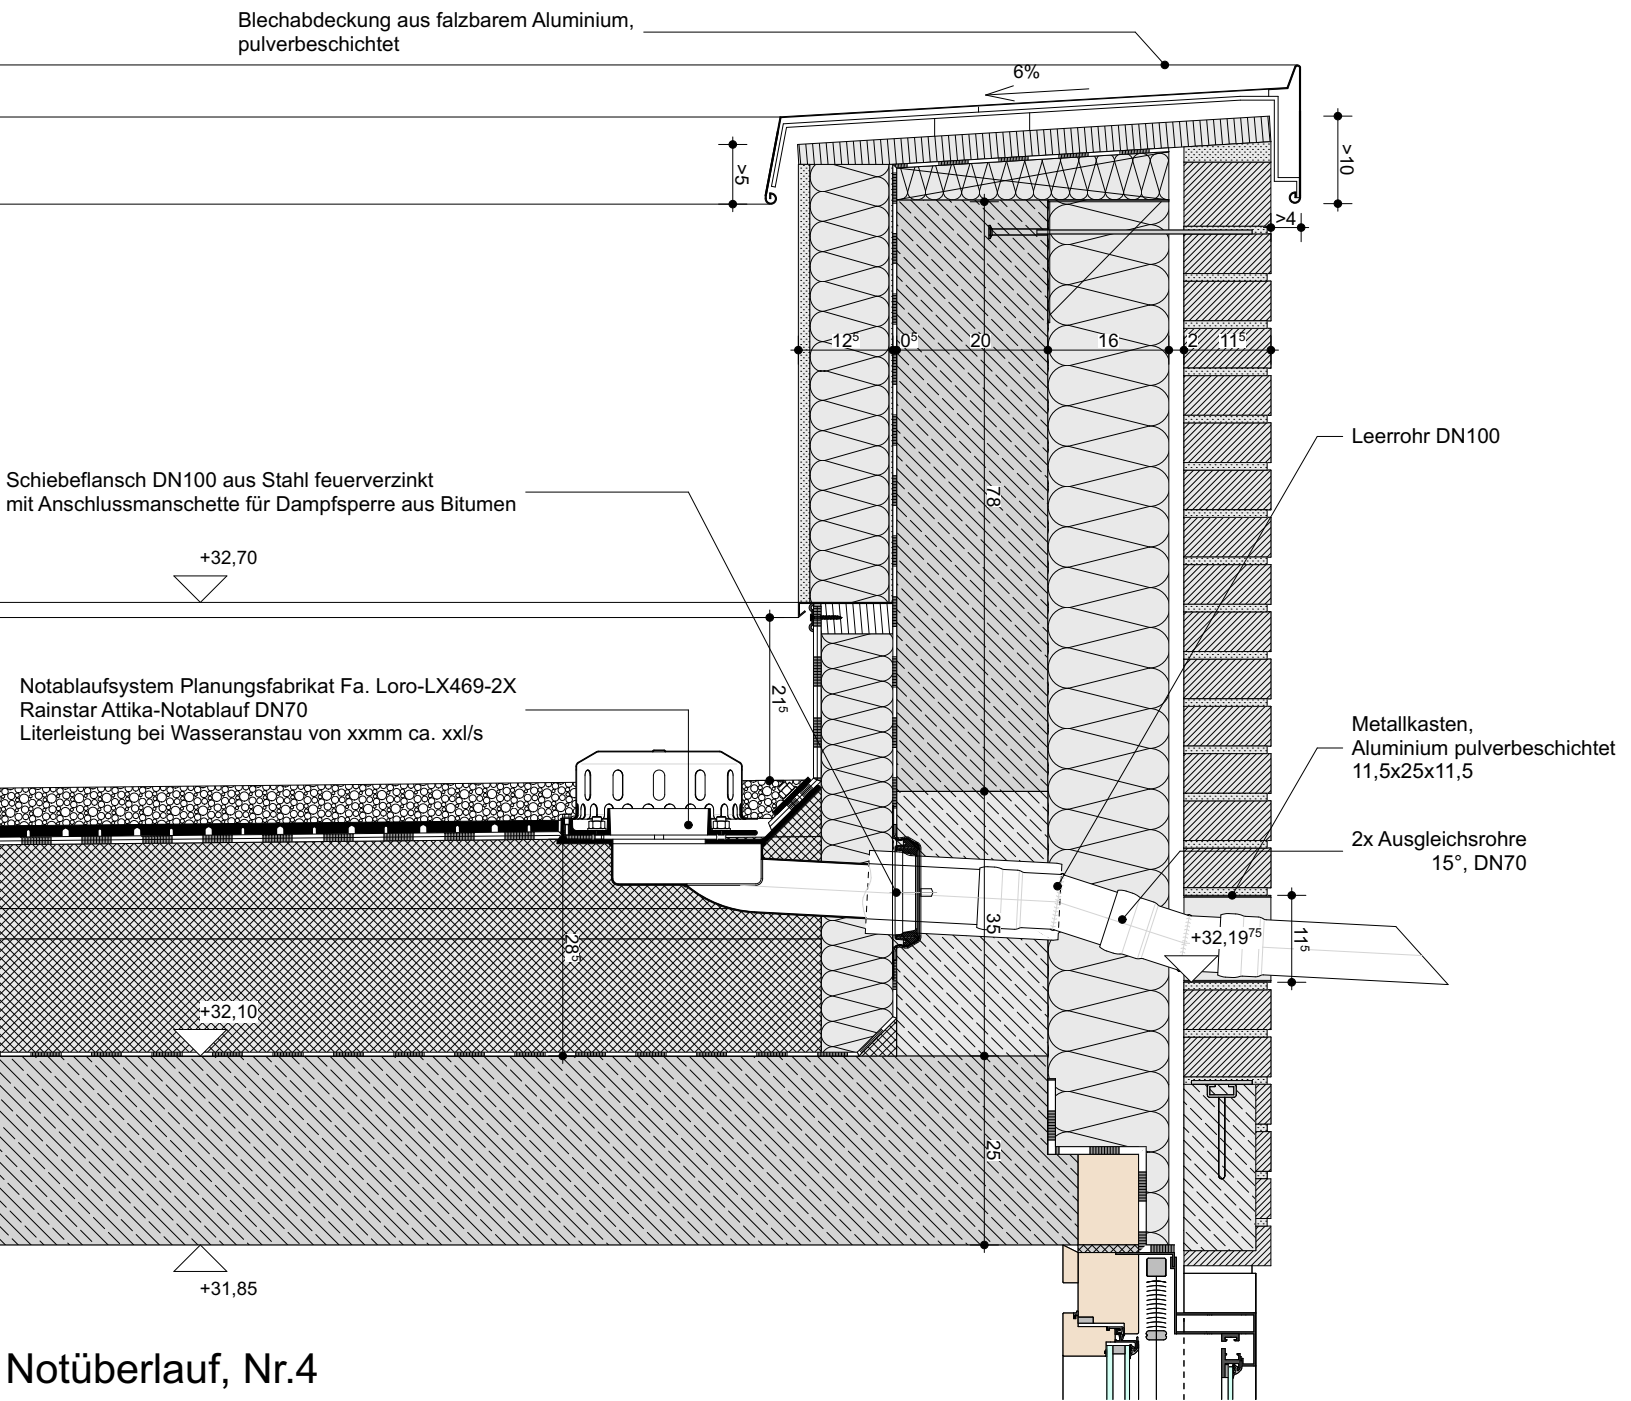 Blechabdeckung aus falzbarem Aluminium,
pulverbeschichtet
6%
>5
>10
>4
12⁵
0⁵
20
16
2
11⁵
Leerrohr DN100
Schiebeflansch DN100 aus Stahl feuerverzinkt
mit Anschlussmanschette für Dampfsperre aus Bitumen
78
+32,70
Notablaufsystem Planungsfabrikat Fa. Loro-LX469-2X
Rainstar Attika-Notablauf DN70
Literleistung bei Wasseranstau von xxmm ca. xxl/s
21⁵
Metallkasten,
Aluminium pulverbeschichtet
11,5x25x11,5
2x Ausgleichsrohre
15°, DN70
35
+32,19⁷⁵
11⁵
28⁵
+32,10
25
+31,85
Notüberlauf, Nr.4